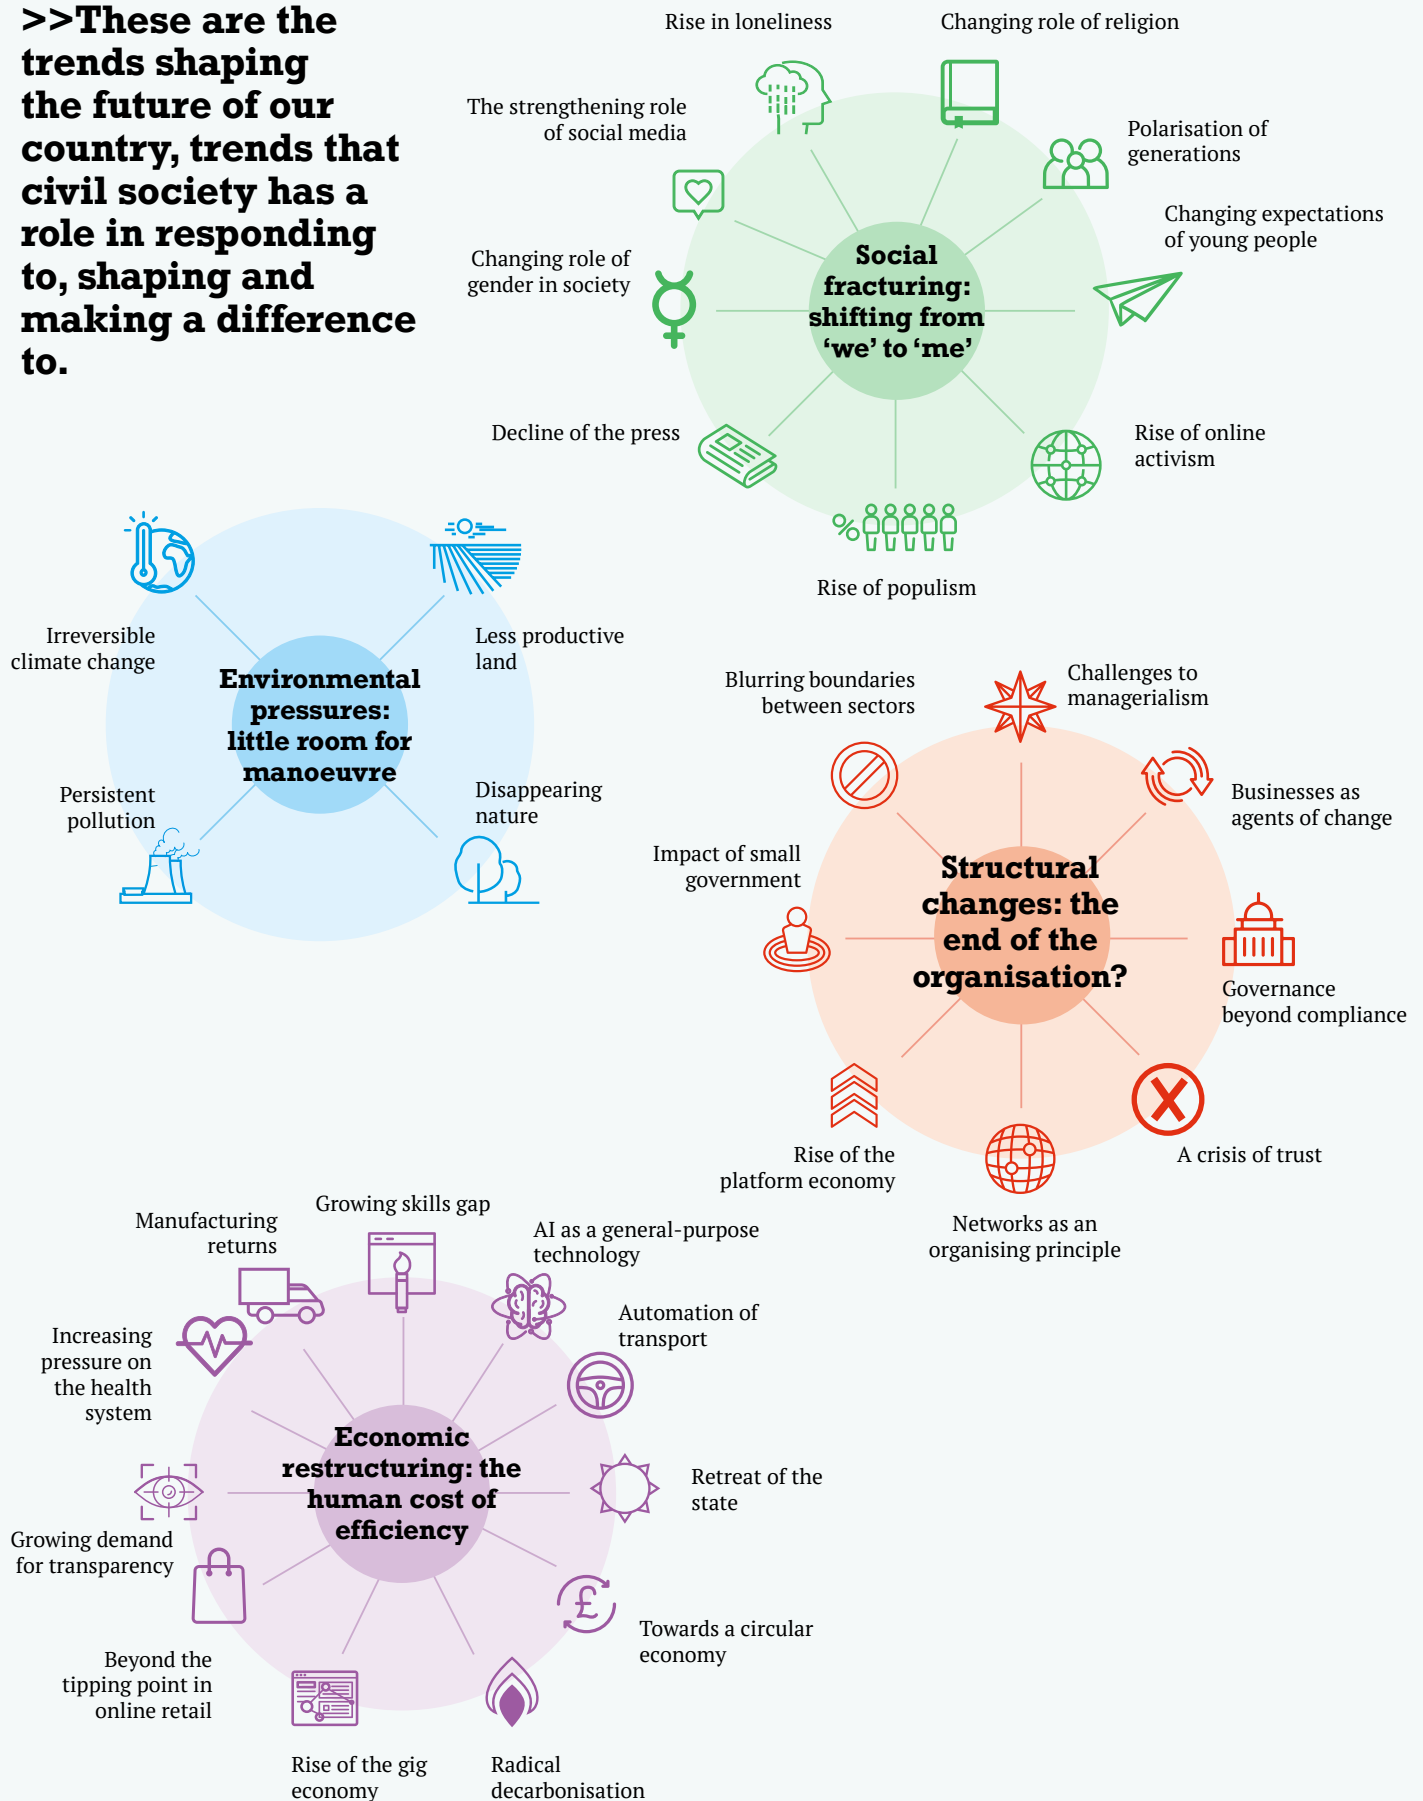 >>These are the
trends shaping
the future of our
country, trends that
civil society has a
role in responding
to, shaping and
making a difference
to.
Rise in loneliness
Changing role of religion
The strengthening role
of social media
Polarisation of
generations
Changing expectations
of young people
Changing role of
gender in society
Social
fracturing:
shifting from
‘we’ to ‘me’
Decline of the press
Rise of online
activism
Rise of populism
Irreversible
climate change
Less productive
land
Environmental
pressures:
little room for
manoeuvre
Persistent
pollution
Disappearing
nature
Blurring boundaries
between sectors
Challenges to
managerialism
Businesses as
agents of change
Impact of small
government
Structural
changes: the
end of the
organisation?
Governance
beyond compliance
Rise of the
platform economy
A crisis of trust
Networks as an
organising principle
Manufacturing
returns
Growing skills gap
AI as a general-purpose
technology
Automation of
transport
Increasing
pressure on
the health
system
Economic
restructuring: the
human cost of
efficiency
Retreat of the
state
Growing demand
for transparency
Towards a circular
economy
Beyond the
tipping point in
online retail
Rise of the gig
economy
Radical
decarbonisation